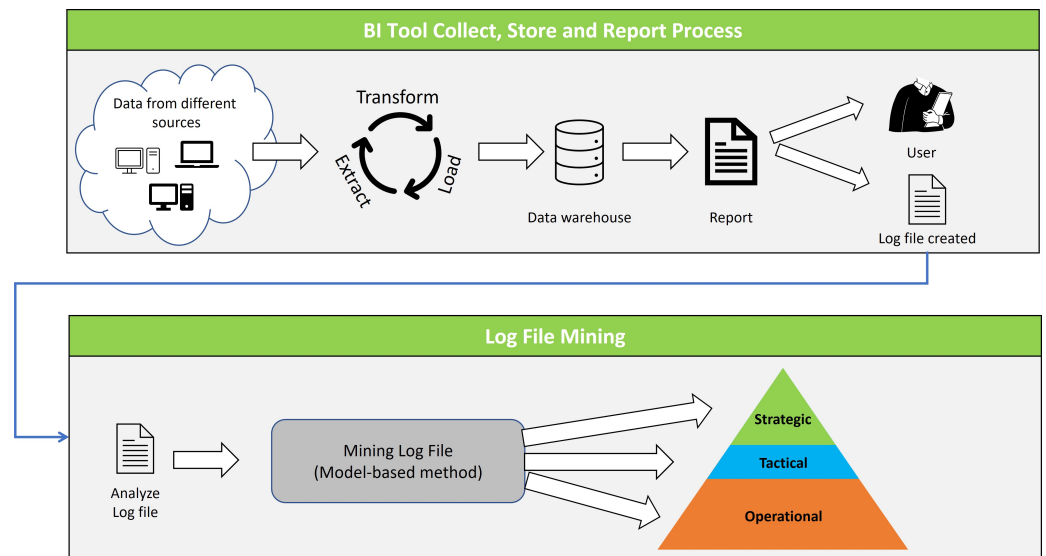 BI Tool Collect, Store and Report Process
Data from different
sources
Transform
Extract
Load
Data warehouse
Report
User
Log file created
Log File Mining
Analyze
Log file
Mining Log File
(Model-based method)
Strategic
Tactical
Operational